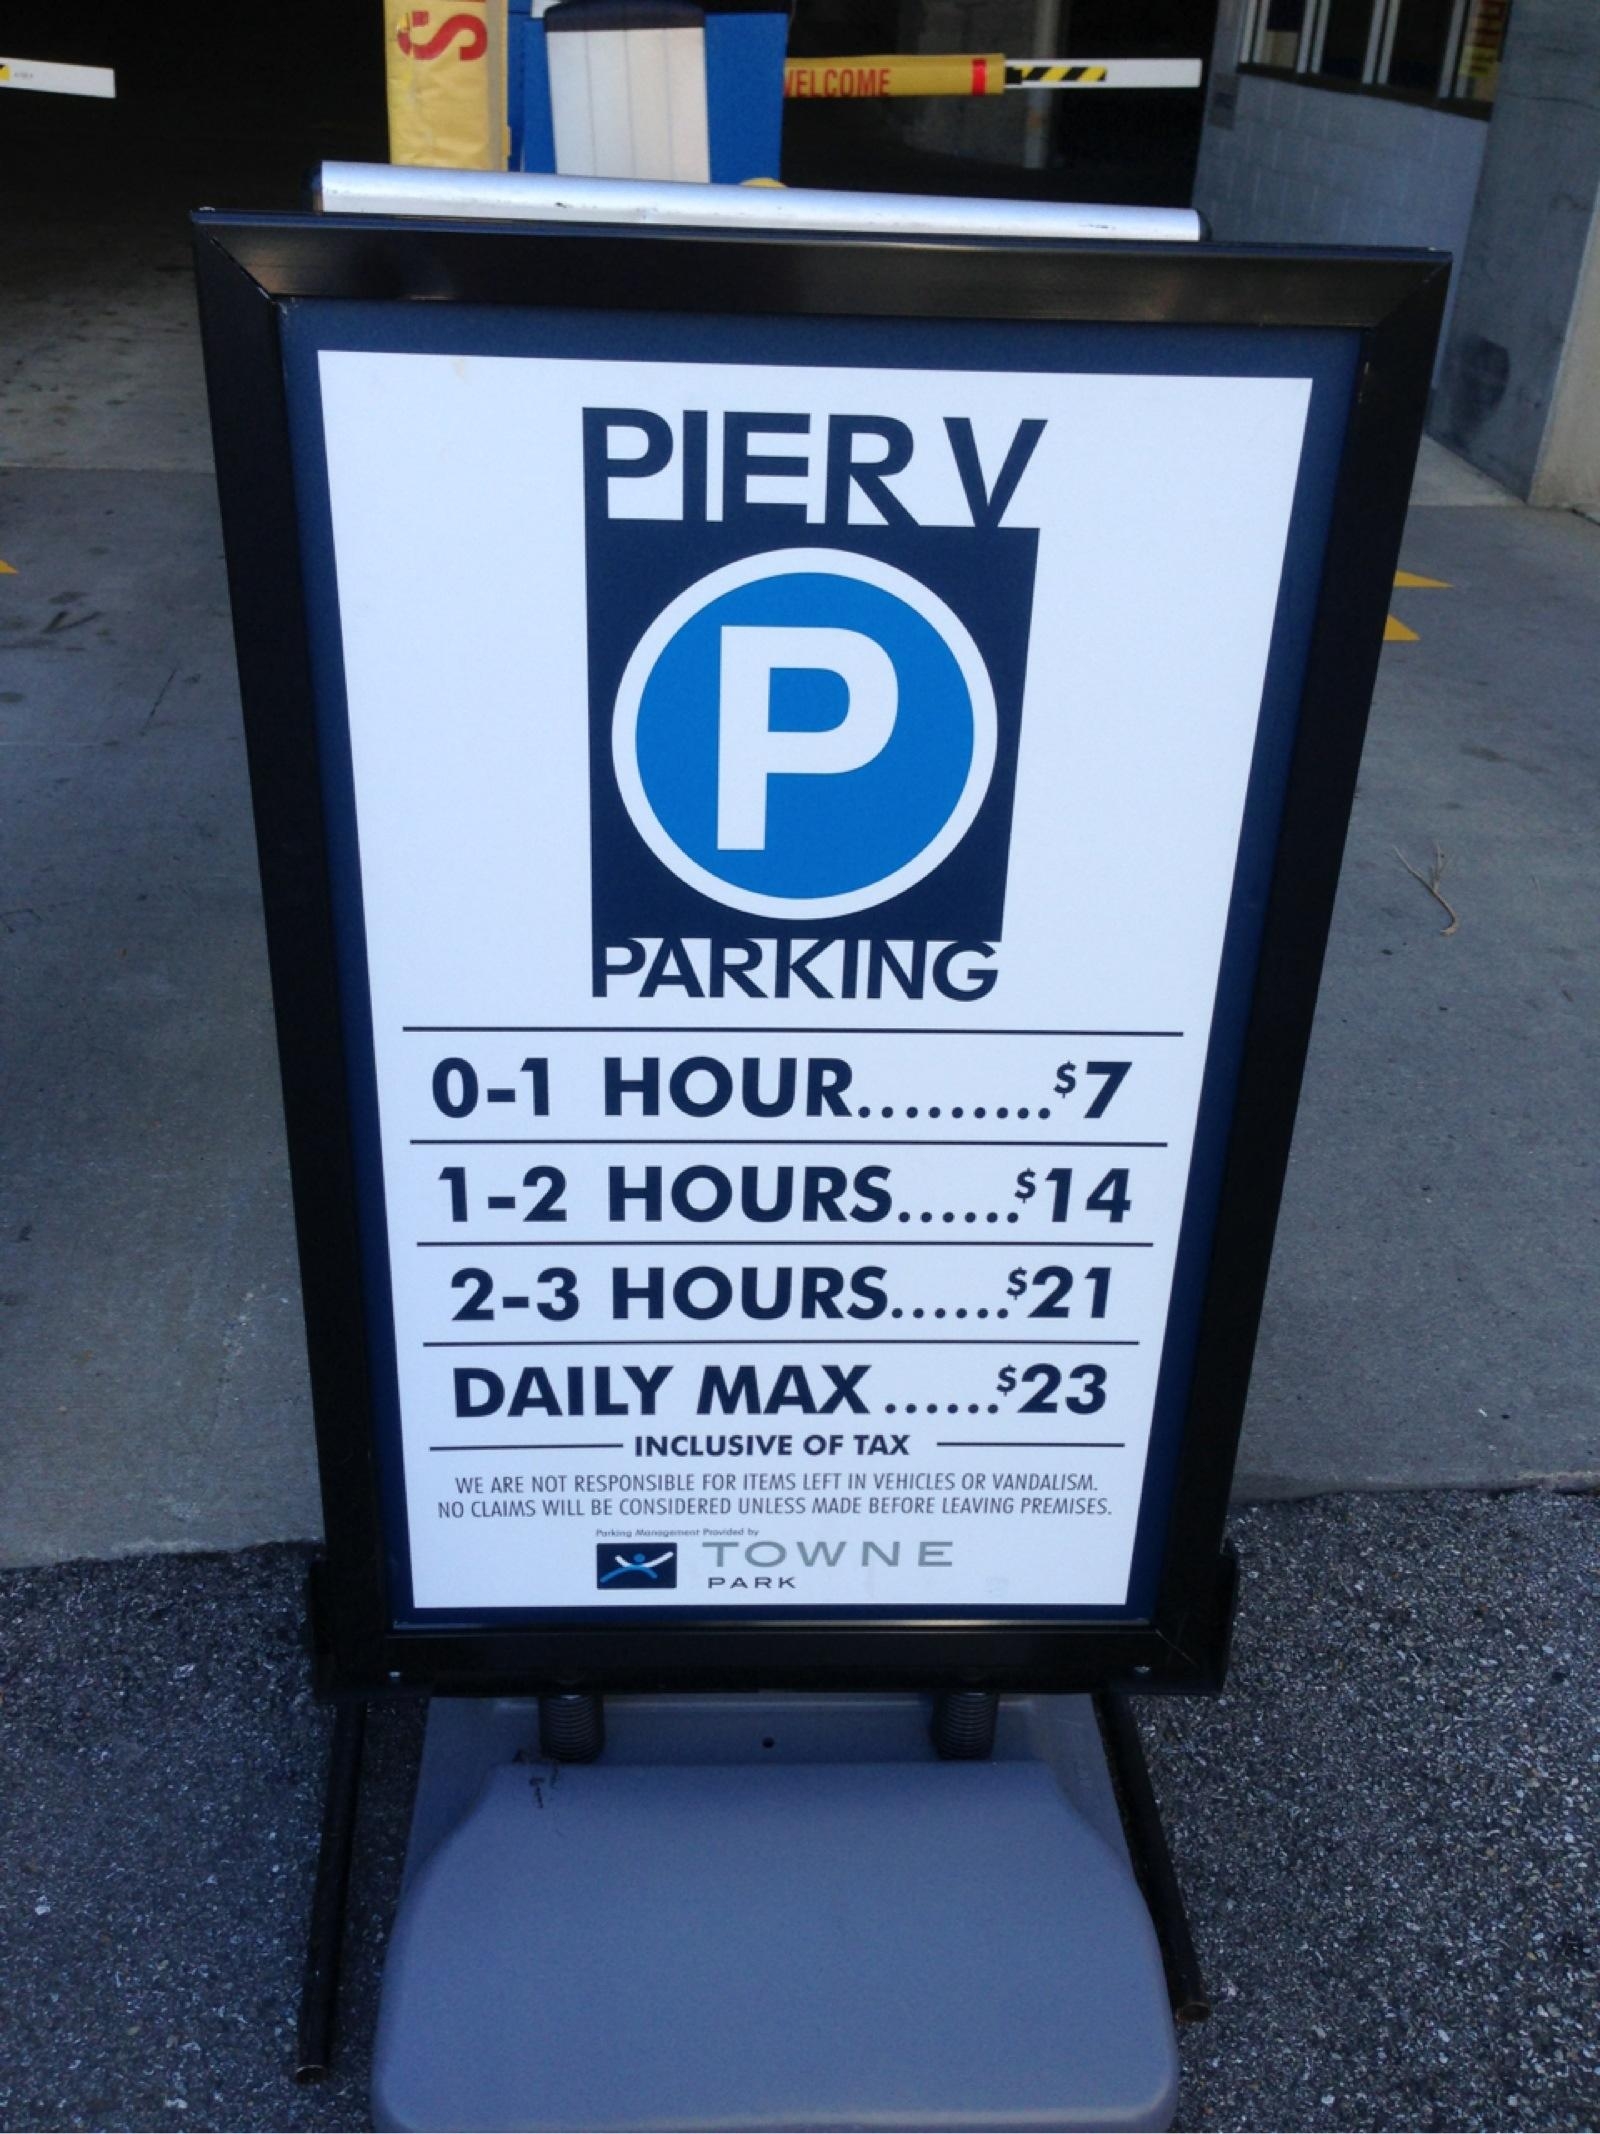 WELCOME
PIER V
P
PARKING
0-1 HOUR.........$7
1-2 HOURS......$14
2-3 HOURS......$21
DAILY MAX......$23
INCLUSIVE OF TAX
WE ARE NOT RESPONSIBLE FOR ITEMS LEFT IN VEHICLES OR VANDALISM.
NO CLAIMS WILL BE CONSIDERED UNLESS MADE BEFORE LEAVING PREMISES.
Parking Management Provided by
TOWNE
PARK